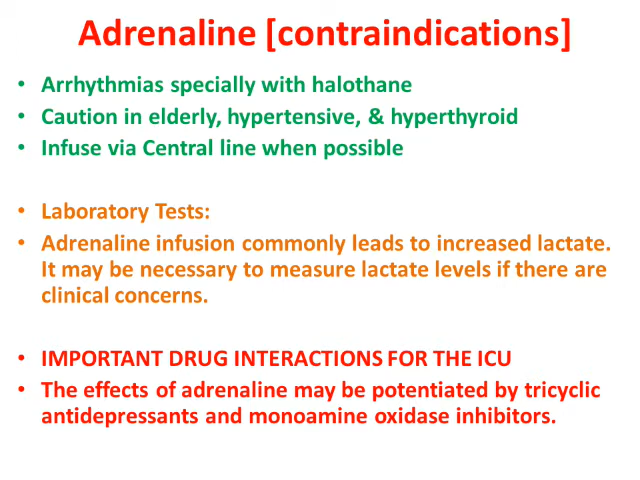 Adrenaline [contraindications]
• Arrhythmias specially with halothane
• Caution in elderly, hypertensive, & hyperthyroid
• Infuse via Central line when possible
• Laboratory Tests:
• Adrenaline infusion commonly leads to increased lactate.
It may be necessary to measure lactate levels if there are
clinical concerns.
• IMPORTANT DRUG INTERACTIONS FOR THE ICU
• The effects of adrenaline may be potentiated by tricyclic
antidepressants and monoamine oxidase inhibitors.